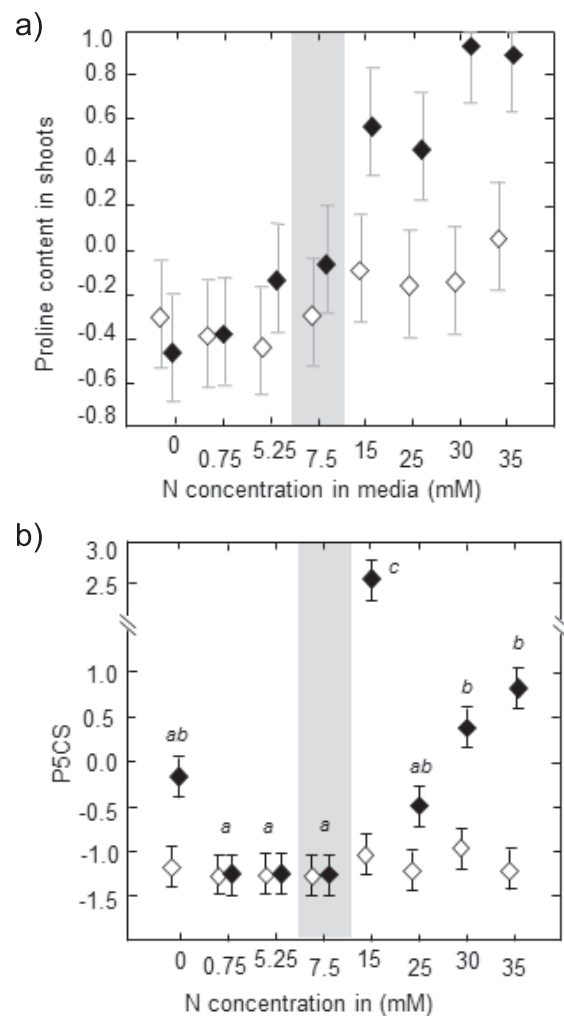 a)
Proline content in shoots
1.0
0.8
0.6
0.4
0.2
0.0
-0.2
-0.4
-0.6
-0.8
0 0.75 5.25 7.5 15 25 30 35
N concentration in media (mM)
b)
P5CS
3.0
2.5
1.0
0.5
0.0
-0.5
-1.0
-1.5
c
b
b
ab
ab
a a a
0 0.75 5.25 7.5 15 25 30 35
N concentration in (mM)